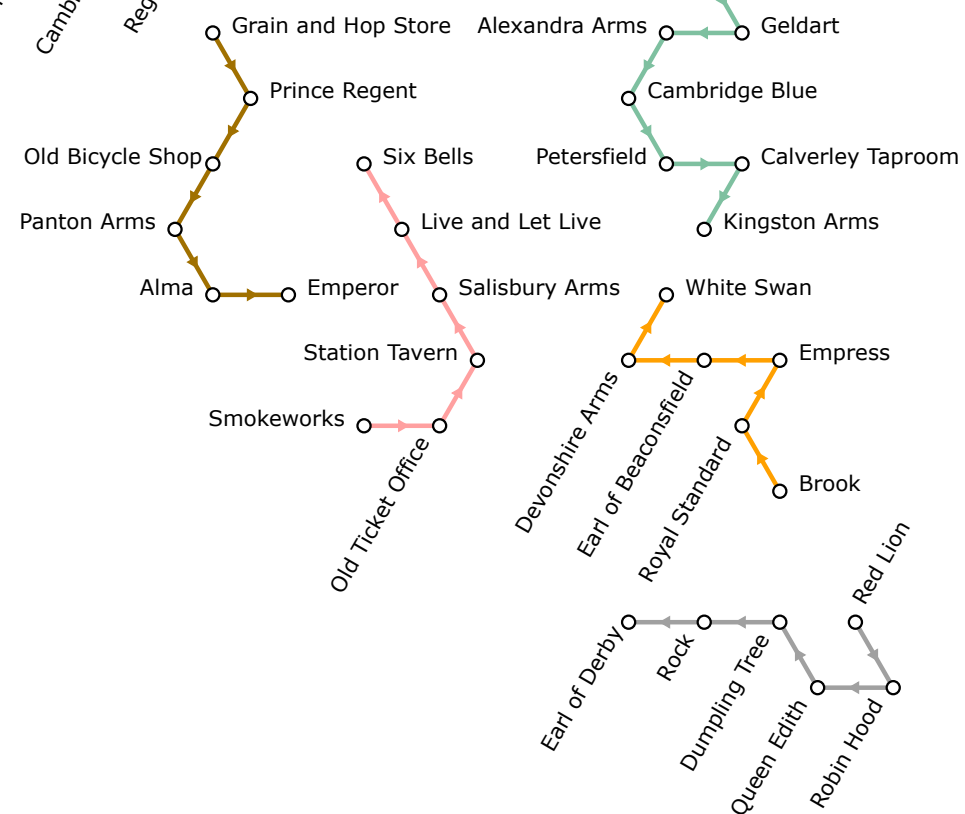 Cambri
Reg
Grain and Hop Store
Alexandra Arms
Geldart
Prince Regent
Cambridge Blue
Old Bicycle Shop
Six Bells
Petersfield
Calverley Taproom
Panton Arms
Live and Let Live
Kingston Arms
Alma
Emperor
Salisbury Arms
White Swan
Station Tavern
Empress
Smokeworks
Old Ticket Office
Devonshire Arms
Earl of Beaconsfield
Royal Standard
Brook
Red Lion
Earl of Derby
Rock
Dumpling Tree
Queen Edith
Robin Hood